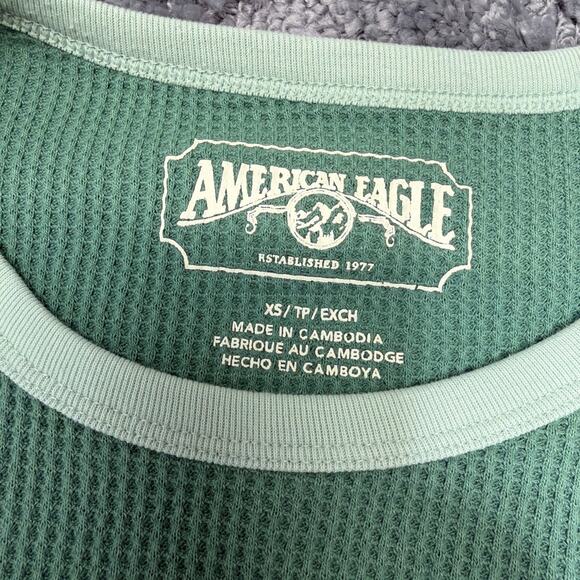 AMERICAN EAGLE
ESTABLISHED 1977
XS/TP/EXCH
MADE IN CAMBODIA
FABRIQUE AU CAMBODGE
HECHO EN CAMBOYA